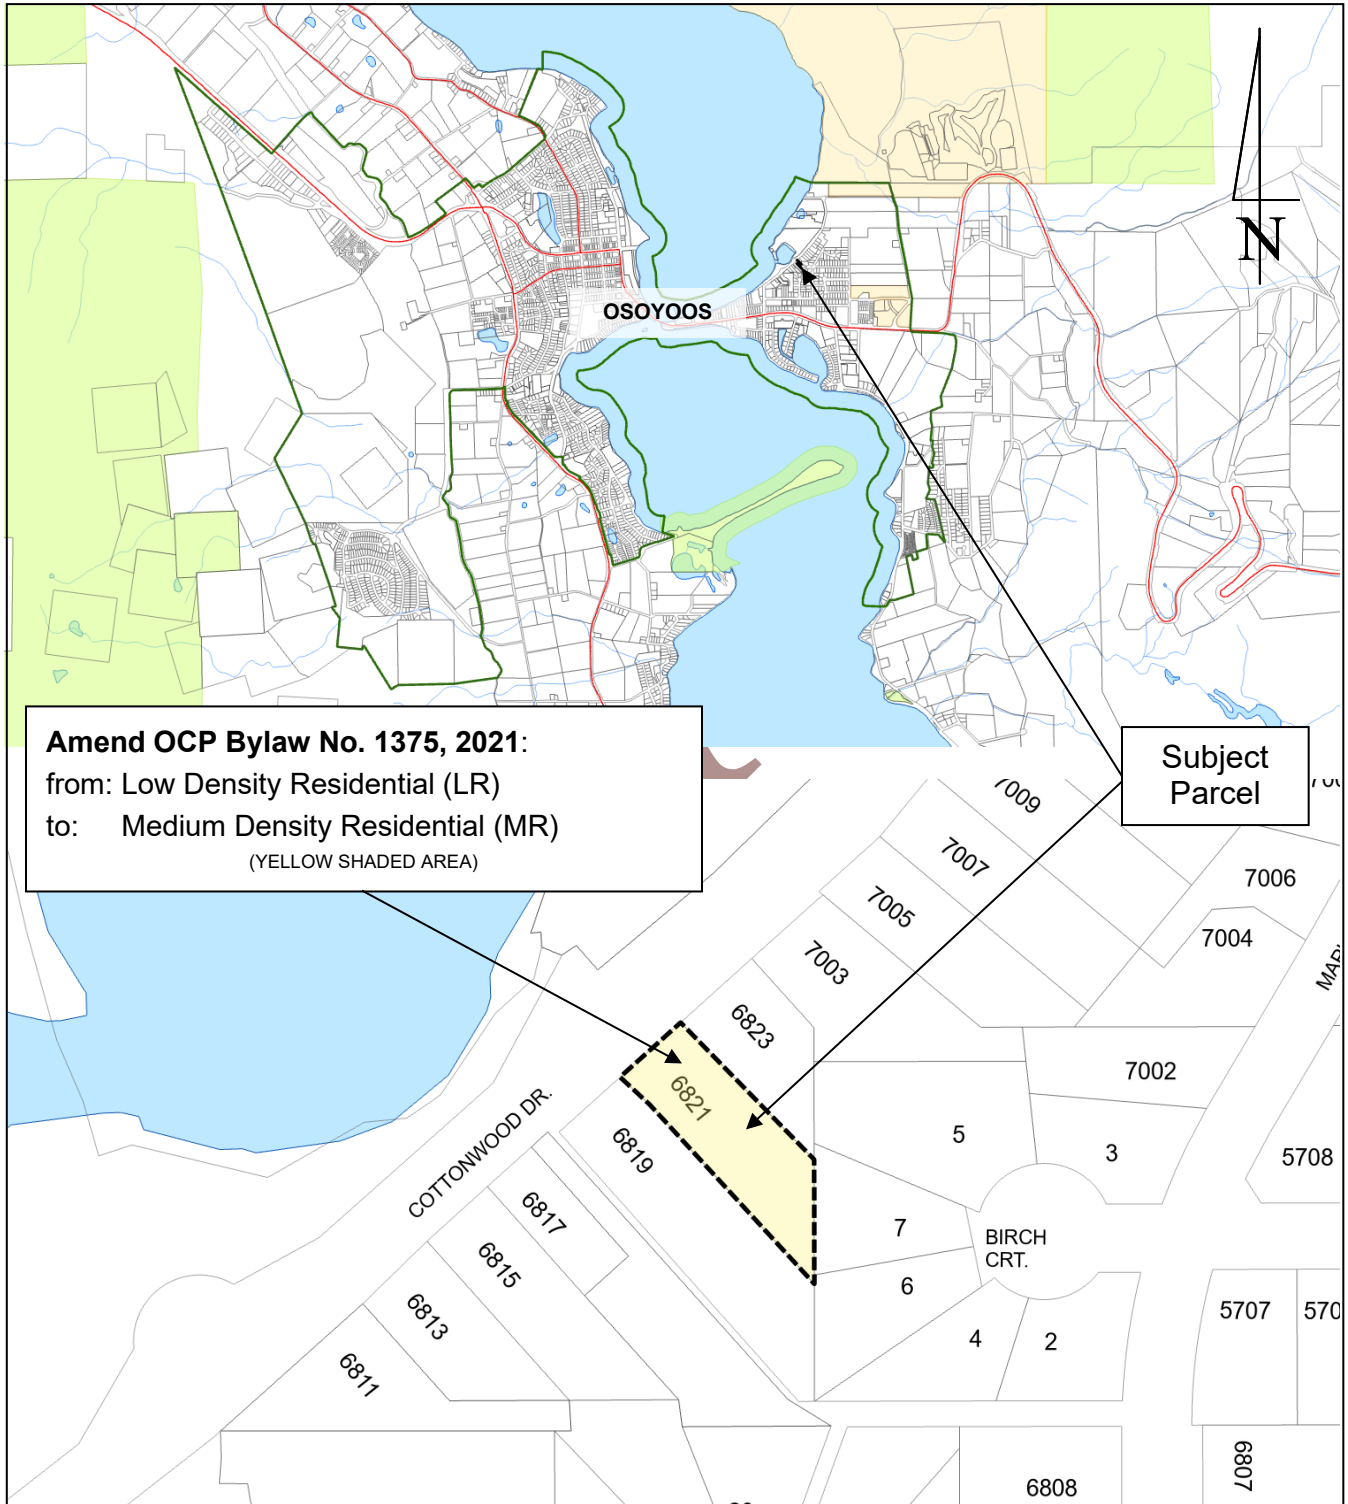 N
OSOYOOS
Amend OCP Bylaw No. 1375, 2021:
from: Low Density Residential (LR)
to: Medium Density Residential (MR)
(YELLOW SHADED AREA)
Subject
Parcel
7009
7007
7006
7005
7004
7003
6823
7002
6821
5
3
6819
5708
COTTONWOOD DR.
6817
7
BIRCH
CRT.
6815
6
6813
5707
4
2
6811
6807
6808